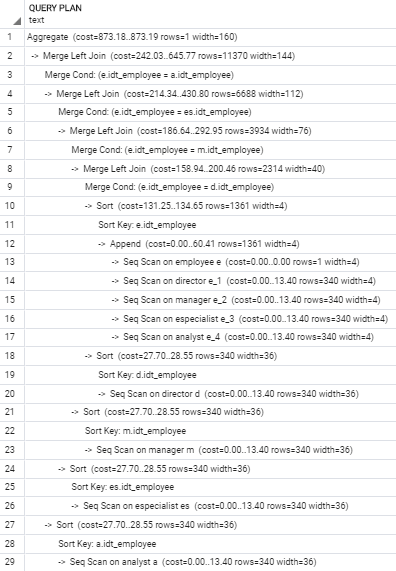 QUERY PLAN
text
1 Aggregate (cost=873.18..873.19 rows=1 width=160)
2 -> Merge Left Join (cost=242.03..645.77 rows=11370 width=144)
3 Merge Cond: (e.idt_employee = a.idt_employee)
4 -> Merge Left Join (cost=214.34..430.80 rows=6688 width=112)
5 Merge Cond: (e.idt_employee = es.idt_employee)
6 -> Merge Left Join (cost=186.64..292.95 rows=3934 width=76)
7 Merge Cond: (e.idt_employee = m.idt_employee)
8 -> Merge Left Join (cost=158.94..200.46 rows=2314 width=40)
9 Merge Cond: (e.idt_employee = d.idt_employee)
10 -> Sort (cost=131.25..134.65 rows=1361 width=4)
11 Sort Key: e.idt_employee
12 -> Append (cost=0.00..60.41 rows=1361 width=4)
13 -> Seq Scan on employee e (cost=0.00..0.00 rows=1 width=4)
14 -> Seq Scan on director e_1 (cost=0.00..13.40 rows=340 width=4)
15 -> Seq Scan on manager e_2 (cost=0.00..13.40 rows=340 width=4)
16 -> Seq Scan on especialist e_3 (cost=0.00..13.40 rows=340 width=4)
17 -> Seq Scan on analyst e_4 (cost=0.00..13.40 rows=340 width=4)
18 -> Sort (cost=27.70..28.55 rows=340 width=36)
19 Sort Key: d.idt_employee
20 -> Seq Scan on director d (cost=0.00..13.40 rows=340 width=36)
21 -> Sort (cost=27.70..28.55 rows=340 width=36)
22 Sort Key: m.idt_employee
23 -> Seq Scan on manager m (cost=0.00..13.40 rows=340 width=36)
24 -> Sort (cost=27.70..28.55 rows=340 width=36)
25 Sort Key: es.idt_employee
26 -> Seq Scan on especialist es (cost=0.00..13.40 rows=340 width=36)
27 -> Sort (cost=27.70..28.55 rows=340 width=36)
28 Sort Key: a.idt_employee
29 -> Seq Scan on analyst a (cost=0.00..13.40 rows=340 width=36)